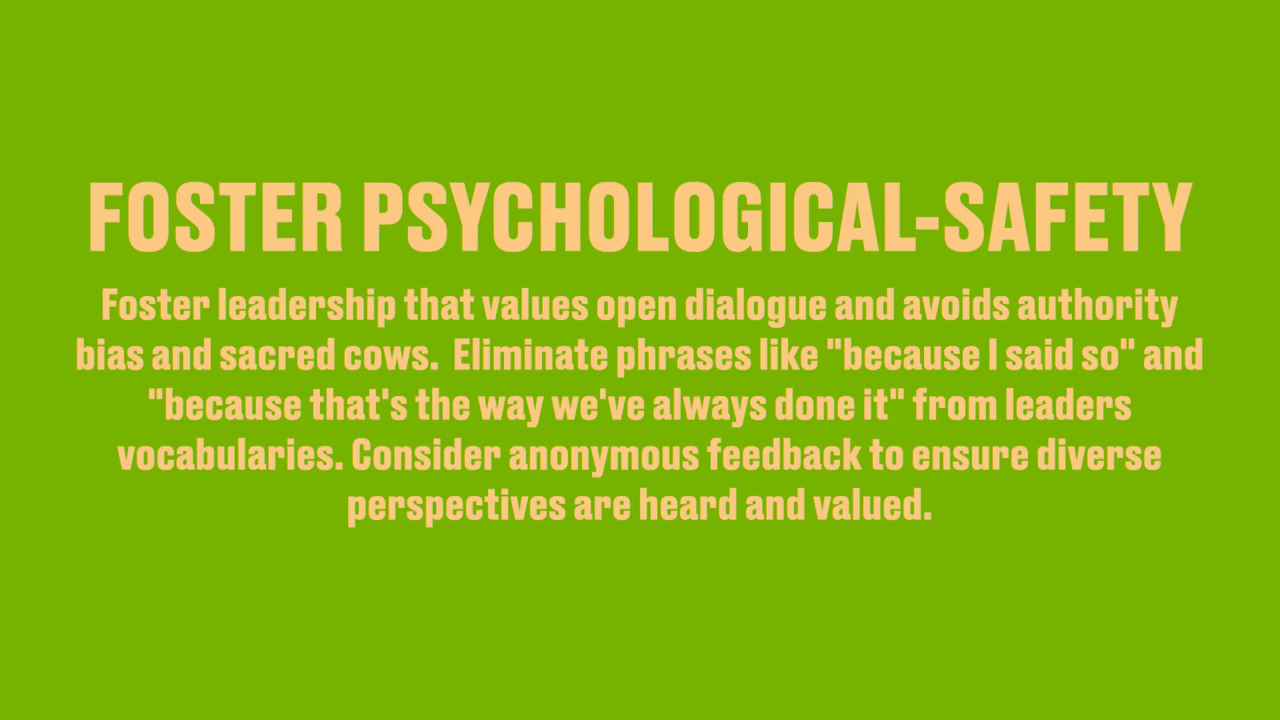 FOSTER PSYCHOLOGICAL-SAFETY
Foster leadership that values open dialogue and avoids authority
bias and sacred cows.  Eliminate phrases like "because I said so" and
"because that's the way we've always done it" from leaders
vocabularies. Consider anonymous feedback to ensure diverse
perspectives are heard and valued.